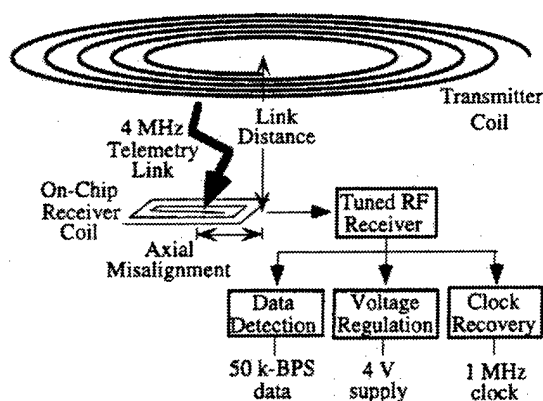 Transmitter
Coil
Link
Distance
4 MHz
Telemetry
Link
On-Chip
Receiver
Coil
Axial
Misalignment
Tuned RF
Receiver
Data
Detection
Voltage
Regulation
Clock
Recovery
50 k-BPS
data
4 V
supply
1 MHz
clock